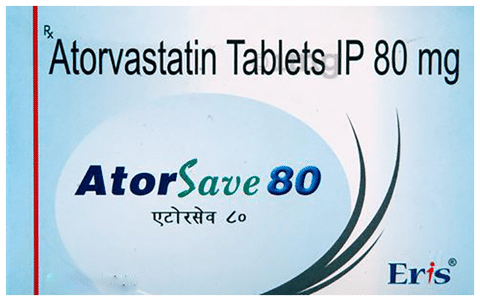 Rx
Atorvastatin Tablets IP 80 mg
AtorSave 80
एटोरसेव ८०
Eris®